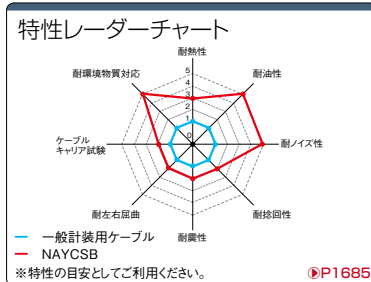 特性レーダーチャート
耐熱性
耐環境物質対応
耐油性
5
4
3
2
1
0
ケーブル
キャリア試験
耐ノイズ性
耐左右屈曲
耐捻回性
耐震性
一般計装用ケーブル
NAYCSB
※特性の目安としてご利用ください。
P1685